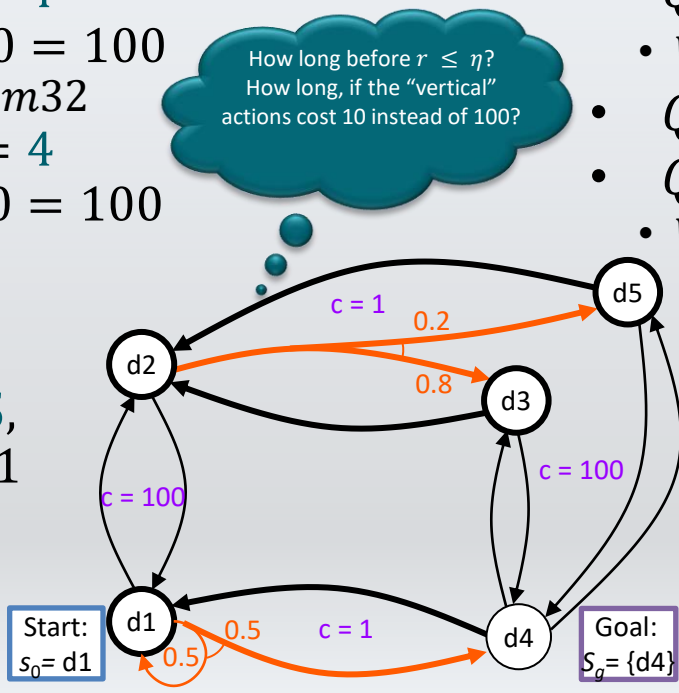 0 = 100
m32
= 4
0 = 100
How long before r ≤ η?
How long, if the “vertical”
actions cost 10 instead of 100?
•
•
•
•
d5
c = 1
0.2
d2
0.8
d3
,
1
c = 100
c = 100
d1
0.5
0.5
c = 1
d4
Start:
s₀= d1
Goal:
S𝑔= {d4}